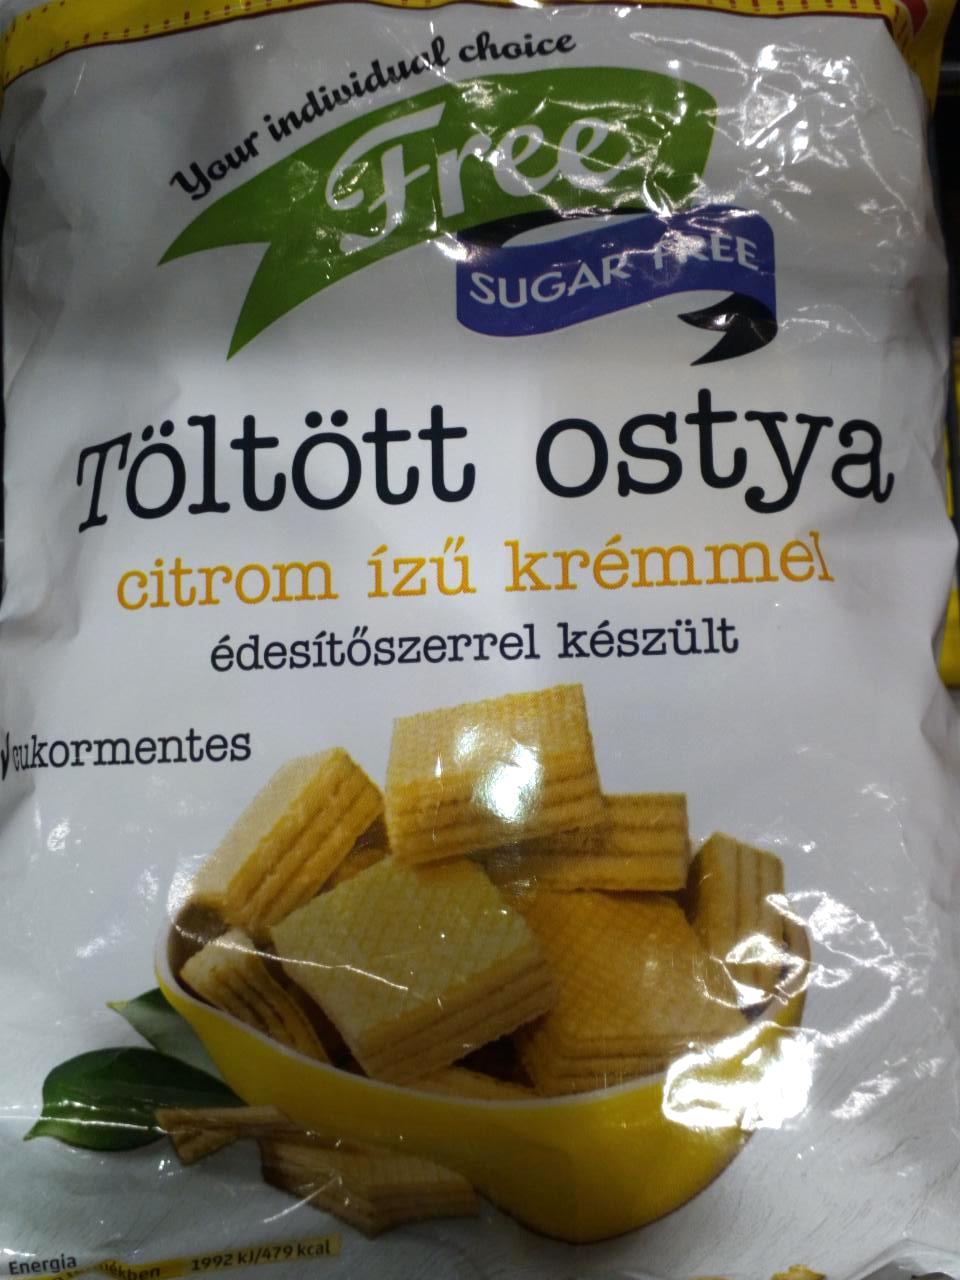 Your individual choice
Free
SUGAR FREE
Töltött ostya
citrom ízű krémmel
édesítőszerrel készült
cukormentes
Energia
1992 kJ/479 kcal